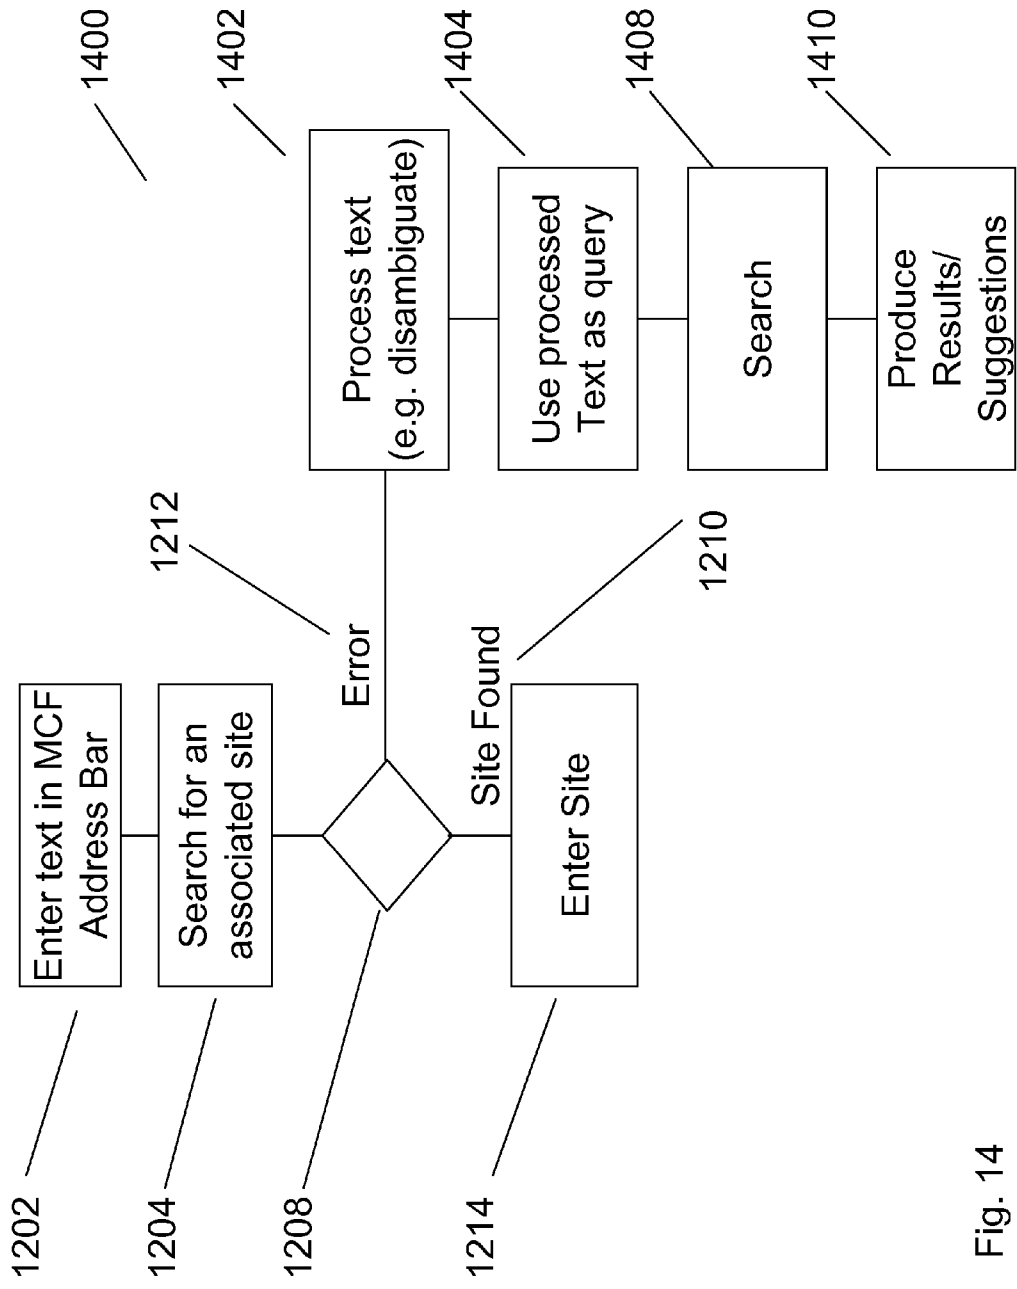 1400
1202
Enter text in MCF
Address Bar
1212
1402
1204
Search for an
associated site
Error
Process text
(e.g. disambiguate)
1404
1208
Site Found
Use processed
Text as query
1408
1214
Enter Site
1210
Search
1410
Produce
Results/
Suggestions
Fig. 14